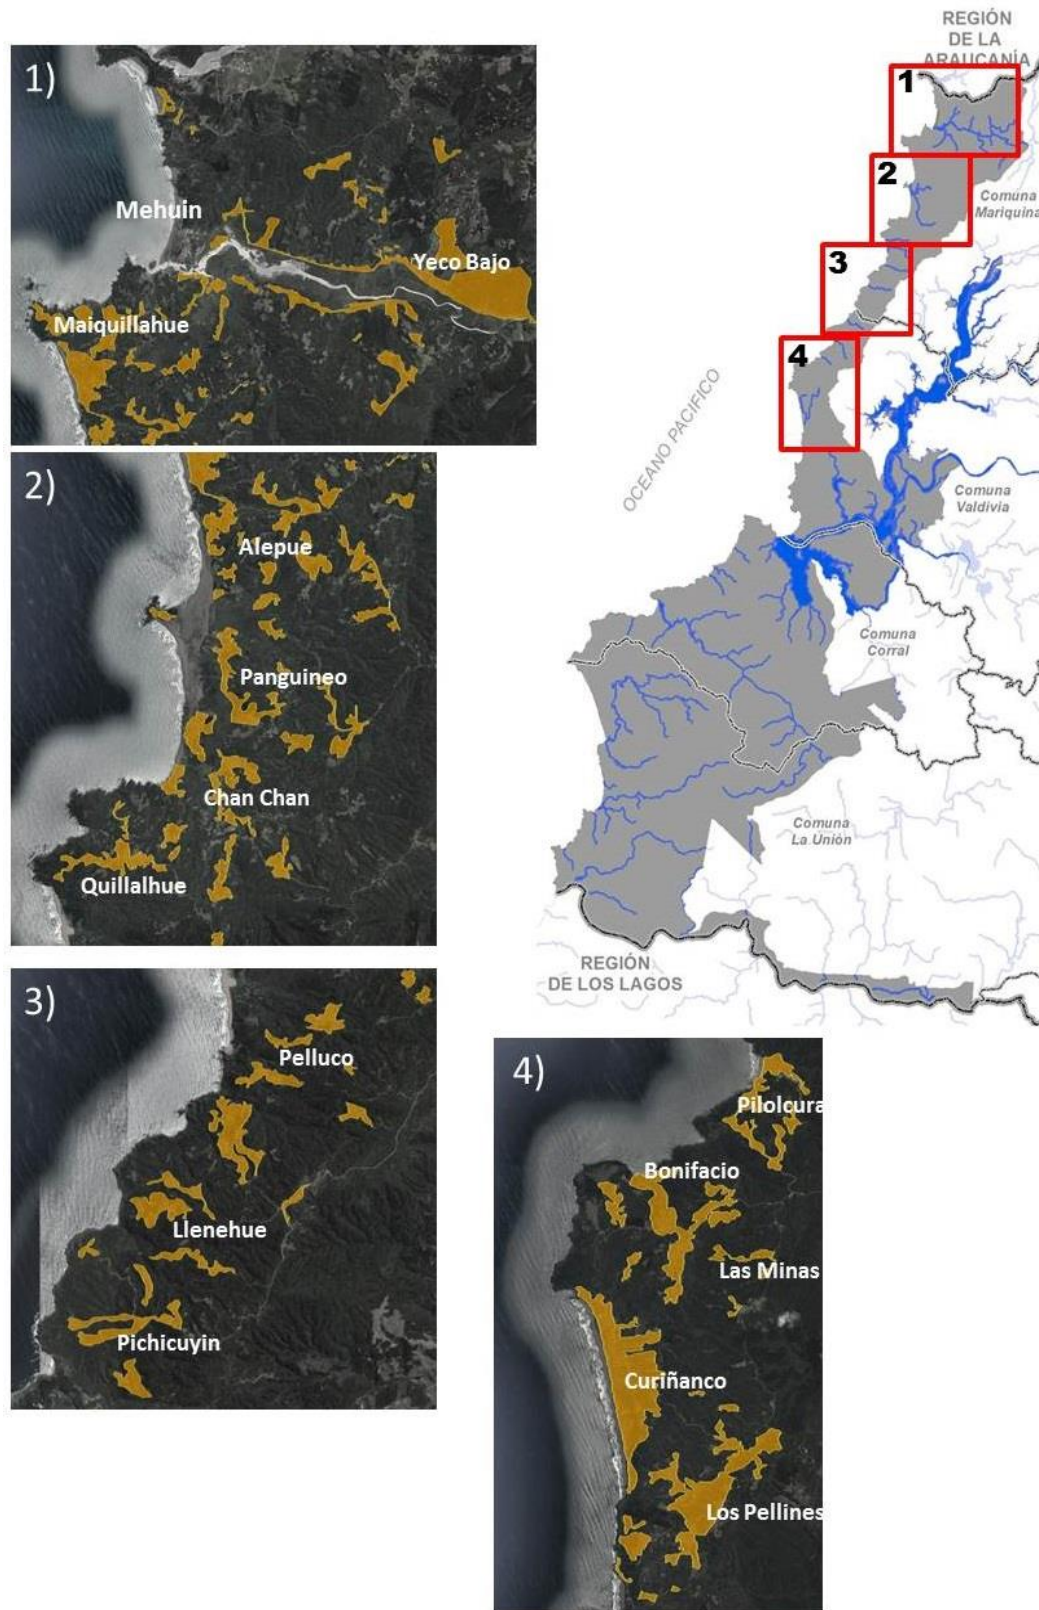 1)
Mehuin
Yeco Bajo
Maiquillahue
2)
Alepue
Panguineo
Chan Chan
Quillalhue
3)
Pelluco
Llenehue
Pichicuyin
REGIÓN
DE LA
ARAUCANÍA
1
2
Comuna
Mariquina
3
4
OCEANO PACIFICO
Comuna
Valdivia
Comuna
Corral
Comuna
La Unión
REGIÓN
DE LOS LAGOS
4)
Pilolcura
Bonifacio
Las Minas
Curiñanco
Los Pellines